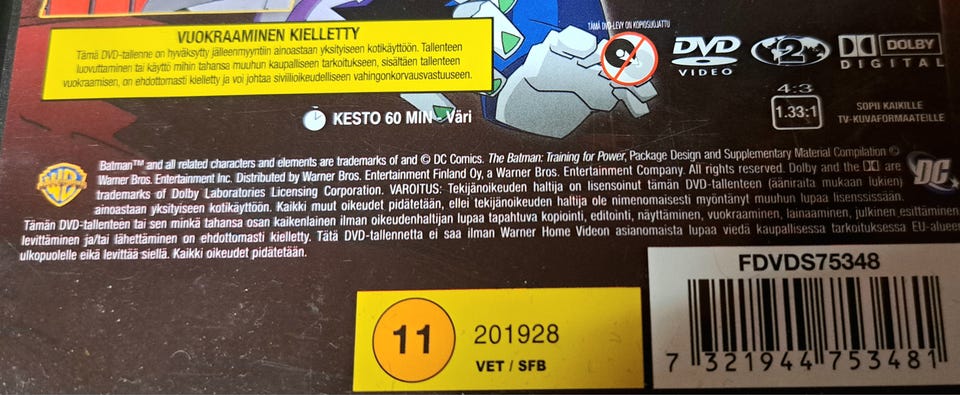 VUOKRAAMINEN KIELLETTY
Tämä DVD-tallenne on hyväksytty jälleenmyyntiin ainoastaan yksityiseen kotikäyttöön. Tallenteen
luovuttaminen tai käyttö mihin tahansa muuhun kaupalliseen tarkoitukseen, sisältäen tallenteen
vuokraamisen, on ehdottomasti kielletty ja voi johtaa siviilioikeudelliseen vahingonkorvausvastuuseen.
TÄMÄ DVD-LEVY ON KOPIOSUOJATTU
DVD
VIDEO
2
DOLBY
DIGITAL
KESTO 60 MIN Väri
4:3
1.33:1
SOPII KAIKILLE
TV-KUVAFORMAATEILLE
WB
Batman™ and all related characters and elements are trademarks of and © DC Comics. The Batman: Training for Power, Package Design and Supplementary Material Compilation ©
Warner Bros. Entertainment Inc. Distributed by Warner Bros. Entertainment Finland Oy, a Warner Bros. Entertainment Company. All rights reserved. Dolby and the DD are
trademarks of Dolby Laboratories Licensing Corporation. VAROITUS: Tekijänoikeuden haltija on lisensoinut tämän DVD-tallenteen (ääniraita mukaan lukien)
ainoastaan yksityiseen kotikäyttöön. Kaikki muut oikeudet pidätetään, ellei tekijänoikeuden haltija ole nimenomaisesti myöntänyt muuhun lupaa lisenssissään.
Tämän DVD-tallenteen tai sen minkä tahansa osan kaikenlainen ilman oikeudenhaltijan lupaa tapahtuva kopiointi, editointi, näyttäminen, vuokraaminen, lainaaminen, julkinen esittäminen
levittäminen ja/tai lähettäminen on ehdottomasti kielletty. Tätä DVD-tallennetta ei saa ilman Warner Home Videon asianomaista lupaa viedä kaupallisessa tarkoituksessa EU-alueen
ulkopuolelle eikä levittää siellä. Kaikki oikeudet pidätetään.
DC
FDVDS75348
7 321944 753481
11
201928
VET / SFB